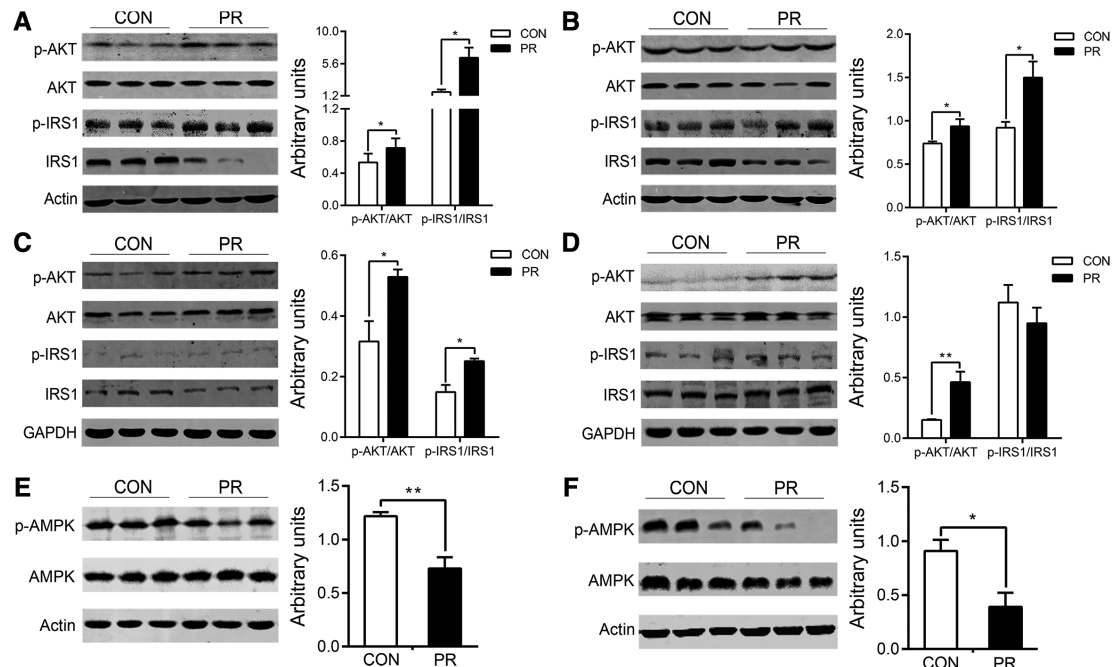 A
CON PR
p-AKT
AKT
p-IRS1
IRS1
Actin
Arbitrary units
10.0
5.6
1.2
1.2
0.8
0.4
0.0
*
*
p-AKT/AKT p-IRS1/IRS1
CON
PR
B
CON PR
p-AKT
AKT
p-IRS1
IRS1
Actin
Arbitrary units
2.0
1.5
1.0
0.5
0.0
*
*
p-AKT/AKT p-IRS1/IRS1
CON
PR
C
CON PR
p-AKT
AKT
p-IRS1
IRS1
GAPDH
Arbitrary units
0.6
0.4
0.2
0.0
*
*
p-AKT/AKT p-IRS1/IRS1
CON
PR
D
CON PR
p-AKT
AKT
p-IRS1
IRS1
GAPDH
Arbitrary units
1.5
1.0
0.5
0.0
**
p-AKT/AKT p-IRS1/IRS1
CON
PR
E
CON PR
p-AMPK
AMPK
Actin
Arbitrary units
1.5
1.0
0.5
0.0
**
CON PR
F
CON PR
p-AMPK
AMPK
Actin
Arbitrary units
1.5
1.0
0.5
0.0
*
CON PR